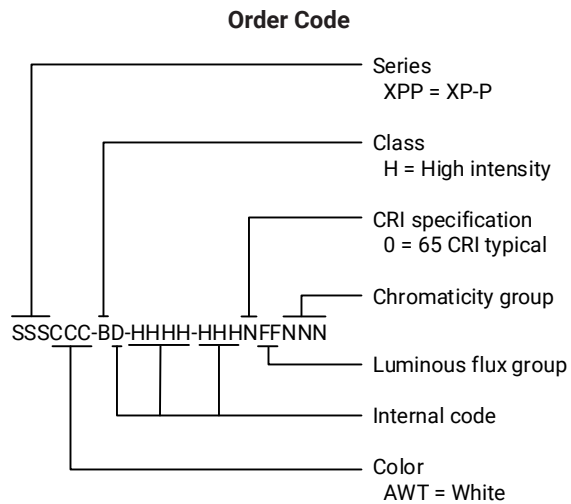 Order Code
Series
XPP = XP-P
Class
H = High intensity
CRI specification
0 = 65 CRI typical
Chromaticity group
SSSCCC-BD-HHHH-HHHNFFNNN
Luminous flux group
Internal code
Color
AWT = White